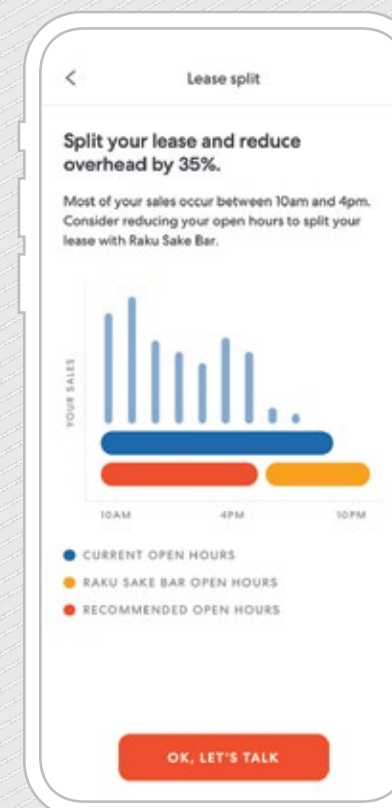 Lease split
Split your lease and reduce
overhead by 35%.
Most of your sales occur between 10am and 4pm.
Consider reducing your open hours to split your
lease with Raku Sake Bar.
YOUR SALES
10AM 4PM 10PM
CURRENT OPEN HOURS
RAKU SAKE BAR OPEN HOURS
RECOMMENDED OPEN HOURS
OK, LET'S TALK